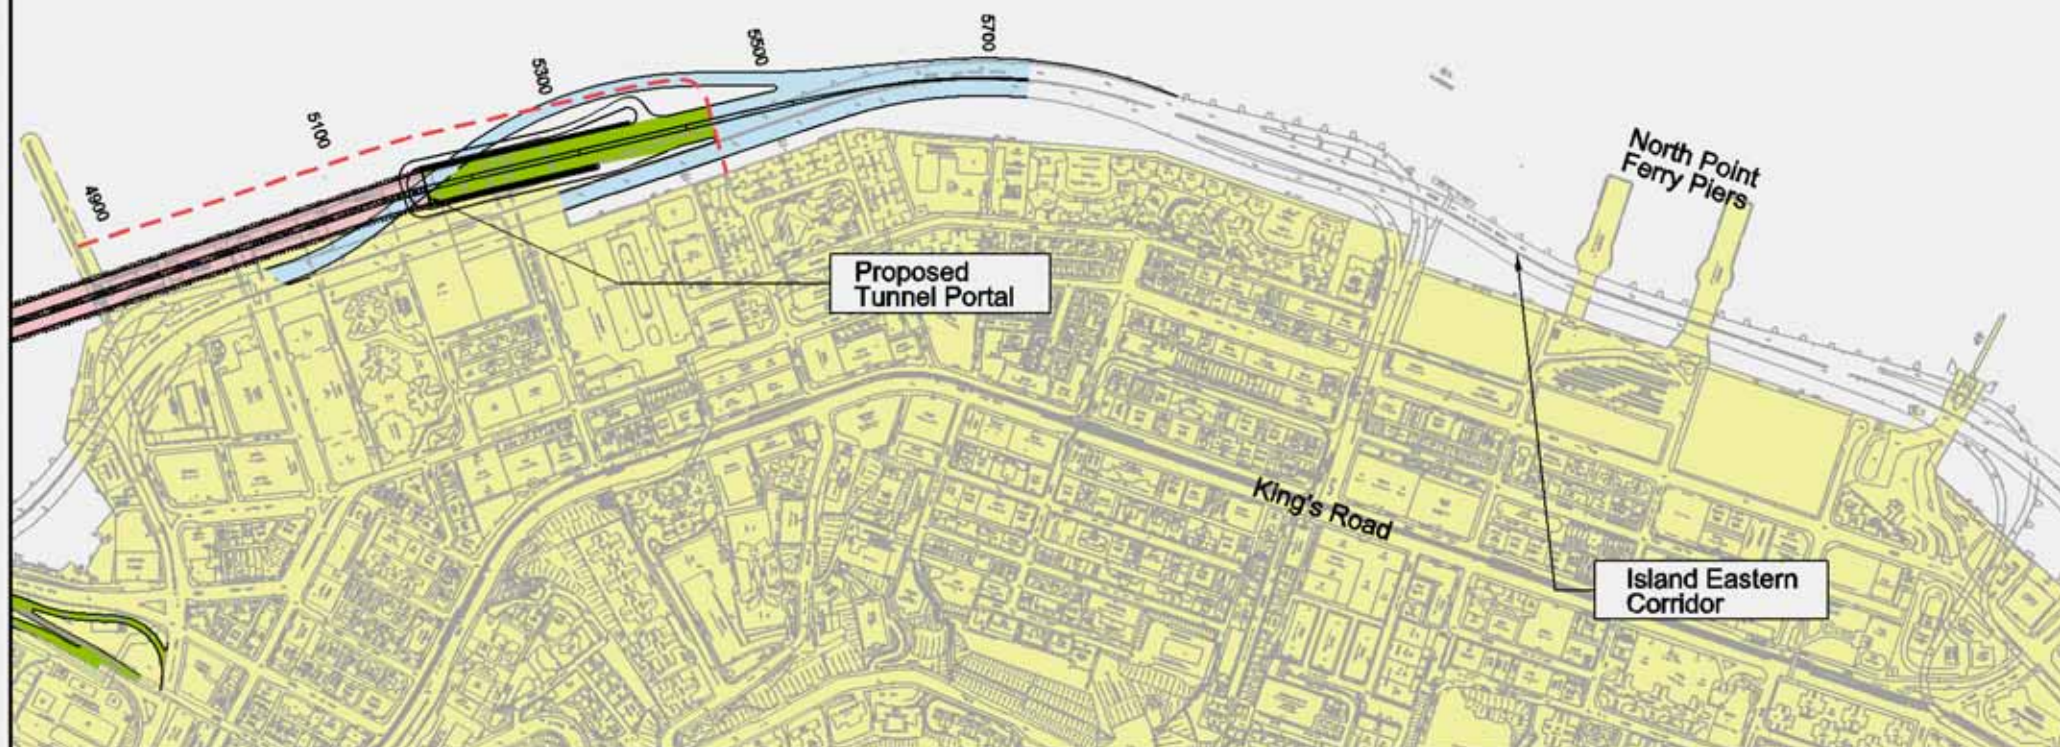 5700
5500
5300
5100
4900
North Point
Ferry Piers
Proposed
Tunnel Portal
King's Road
Island Eastern
Corridor